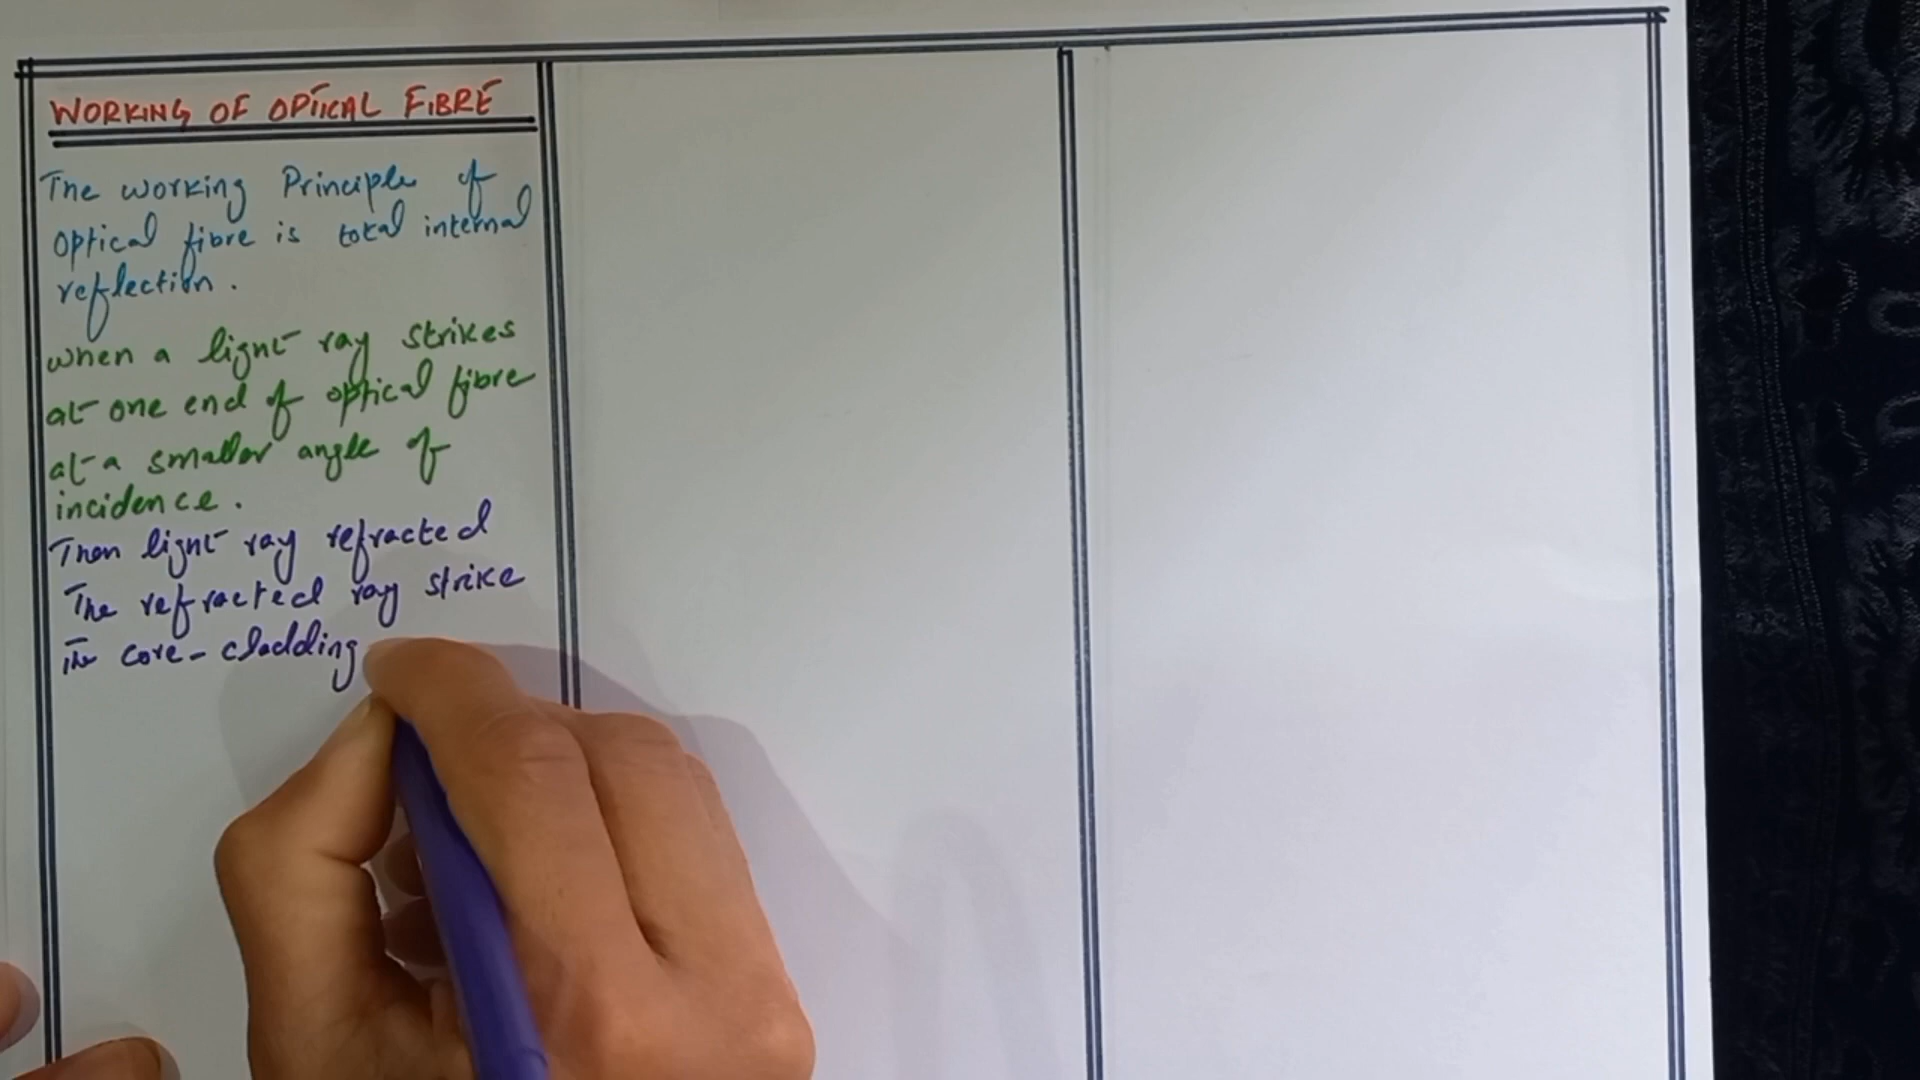 WORKING OF OPTICAL FIBRE
The working Principle of
optical fibre is total internal
reflection.
when a light ray strikes
at one end of optical fibre
at a smaller angle of
incidence.
Then light ray refracted
The refracted ray strike
the core-cladding